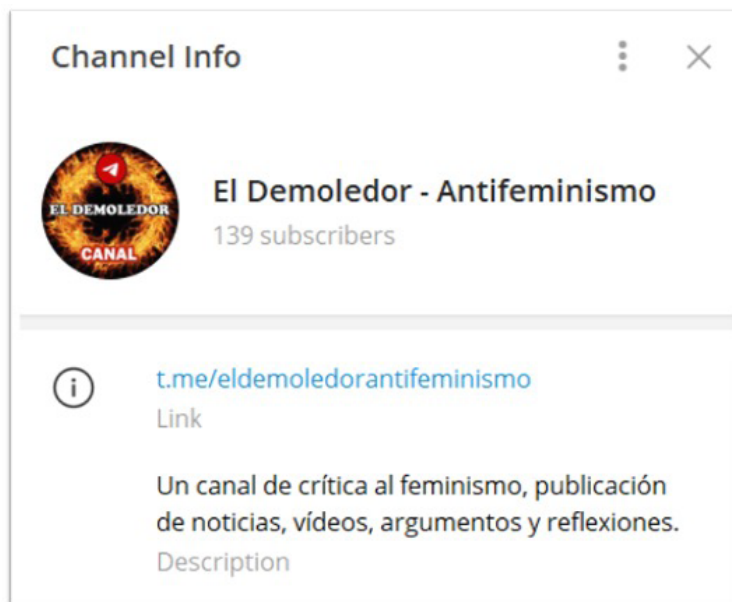 Channel Info
EL DEMOLEDOR
CANAL
El Demoledor - Antifeminismo
139 subscribers
t.me/eldemoledorantifeminismo
Link
Un canal de crítica al feminismo, publicación
de noticias, vídeos, argumentos y reflexiones.
Description